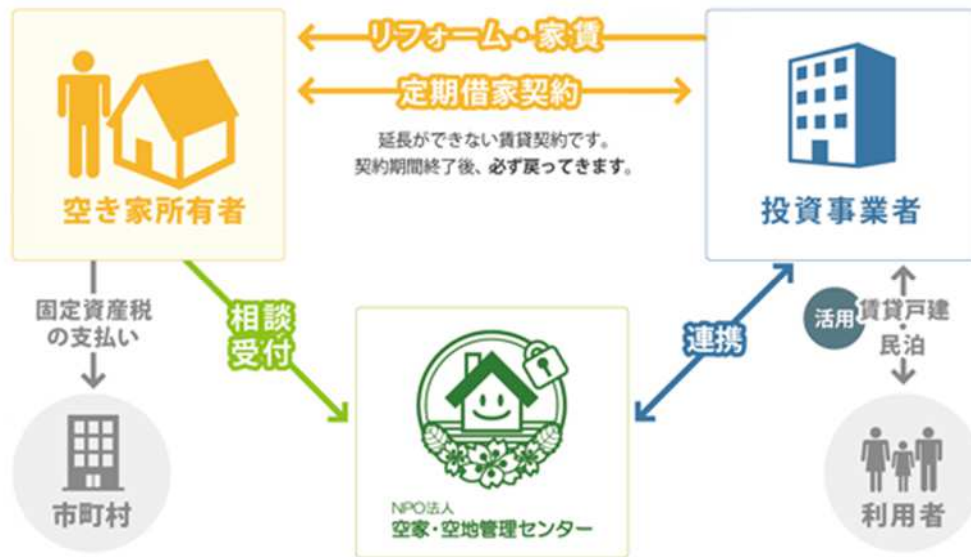 リフォーム・家賃
定期借家契約
延長ができない賃貸契約です。
契約期間終了後、必ず戻ってきます。
空き家所有者
投資事業者
固定資産税
の支払い
相談
受付
連携
活用
賃貸戸建
・
民泊
市町村
NPO法人
空家・空地管理センター
利用者